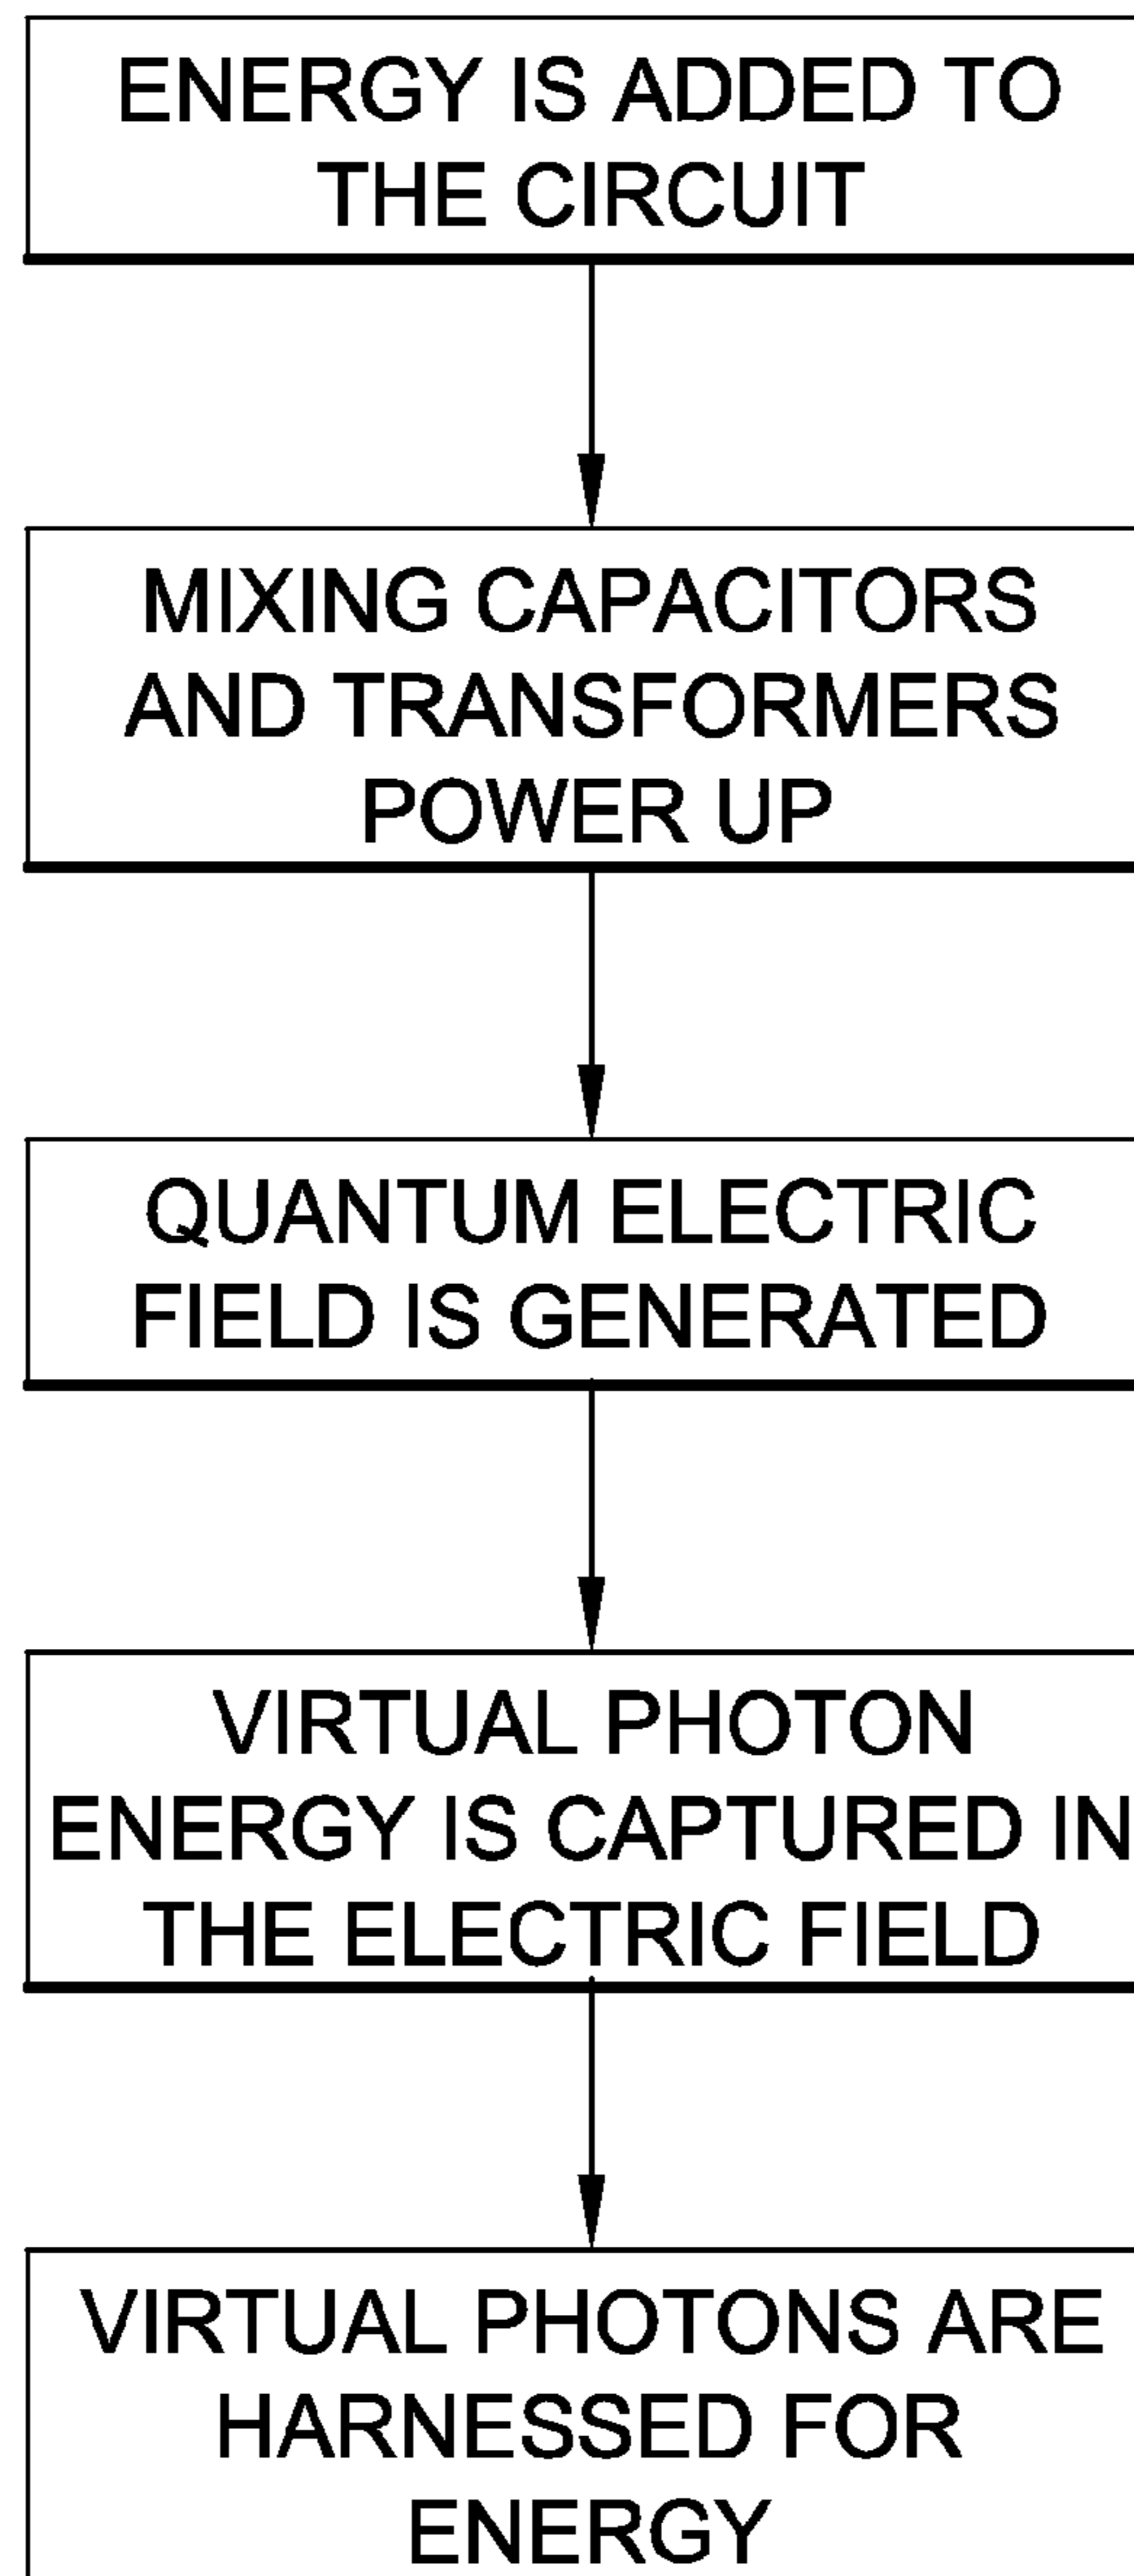 ENERGY IS ADDED TO
THE CIRCUIT
MIXING CAPACITORS
AND TRANSFORMERS
POWER UP
QUANTUM ELECTRIC
FIELD IS GENERATED
VIRTUAL PHOTON
ENERGY IS CAPTURED IN
THE ELECTRIC FIELD
VIRTUAL PHOTONS ARE
HARNESSED FOR
ENERGY